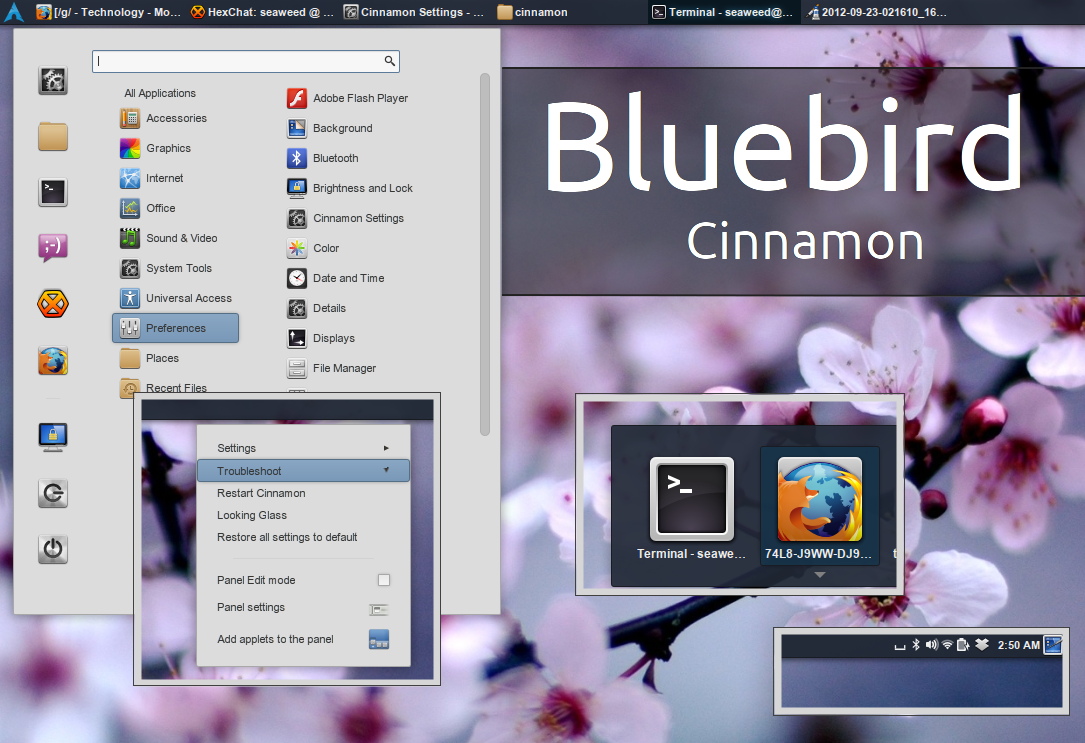 [/g/ - Technology - Mo...
HexChat: seaweed @ ...
Cinnamon Settings - ...
cinnamon
Terminal - seaweed@...
2012-09-23-021610_16...
All Applications
Accessories
Graphics
Internet
Office
Sound & Video
System Tools
Universal Access
Preferences
Places
Recent Files
Adobe Flash Player
Background
Bluetooth
Brightness and Lock
Cinnamon Settings
Color
Date and Time
Details
Displays
File Manager
Bluebird
Cinnamon
Settings
Troubleshoot
Restart Cinnamon
Looking Glass
Restore all settings to default
Panel Edit mode
Panel settings
Add applets to the panel
Terminal - seawe...
74L8-J9WW-DJ9...
2:50 AM